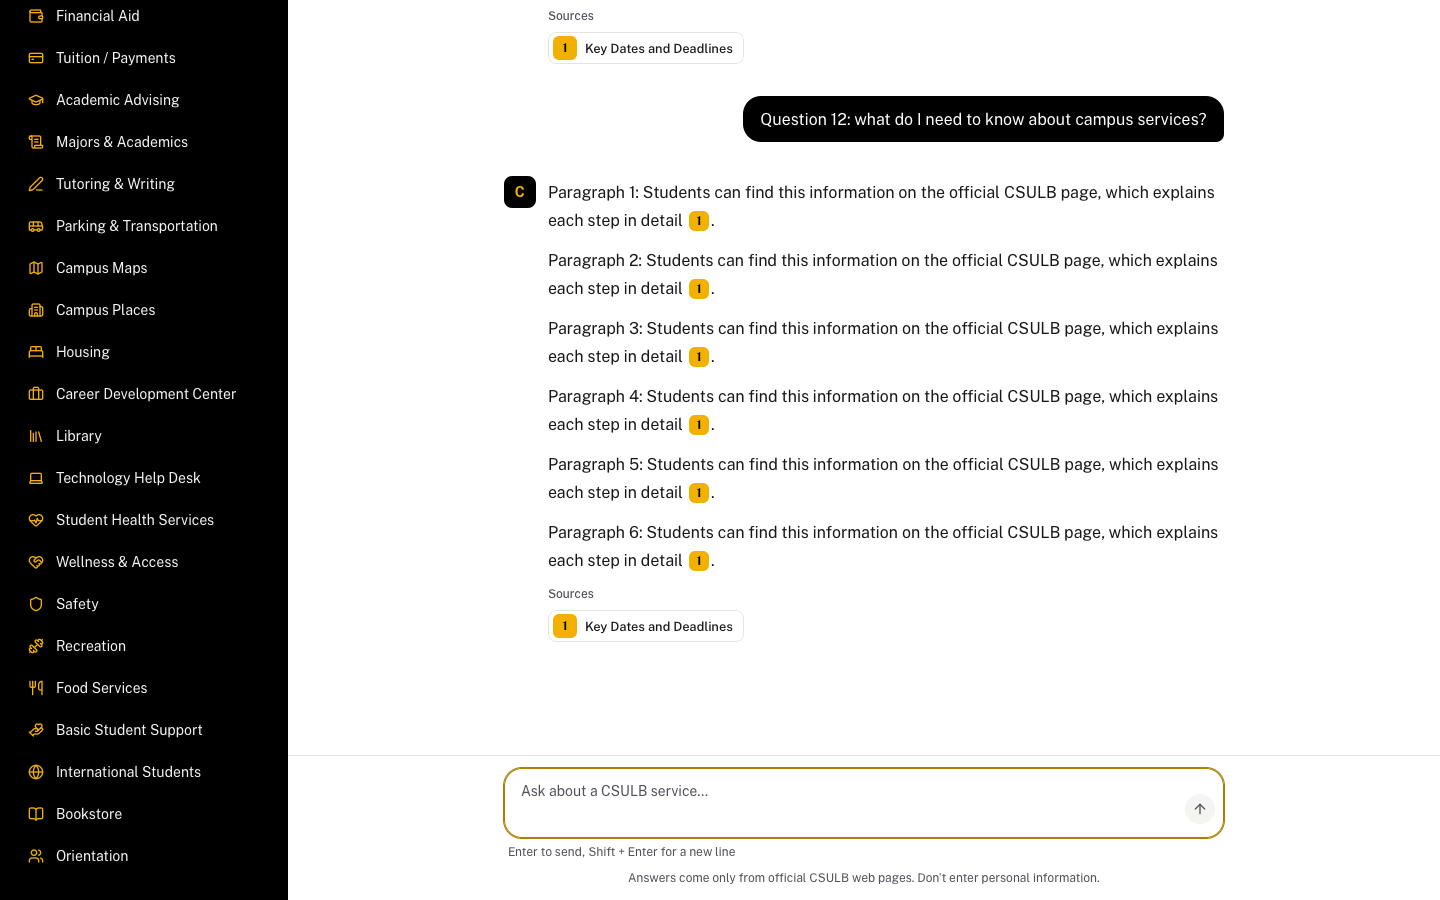 Financial Aid
Tuition / Payments
Academic Advising
Majors & Academics
Tutoring & Writing
Parking & Transportation
Campus Maps
Campus Places
Housing
Career Development Center
Library
Technology Help Desk
Student Health Services
Wellness & Access
Safety
Recreation
Food Services
Basic Student Support
International Students
Bookstore
Orientation
Sources
1 Key Dates and Deadlines
Question 12: what do I need to know about campus services?
C
Paragraph 1: Students can find this information on the official CSULB page, which explains
each step in detail 1.
Paragraph 2: Students can find this information on the official CSULB page, which explains
each step in detail 1.
Paragraph 3: Students can find this information on the official CSULB page, which explains
each step in detail 1.
Paragraph 4: Students can find this information on the official CSULB page, which explains
each step in detail 1.
Paragraph 5: Students can find this information on the official CSULB page, which explains
each step in detail 1.
Paragraph 6: Students can find this information on the official CSULB page, which explains
each step in detail 1.
Sources
1 Key Dates and Deadlines
Ask about a CSULB service...
Enter to send, Shift + Enter for a new line
Answers come only from official CSULB web pages. Don't enter personal information.